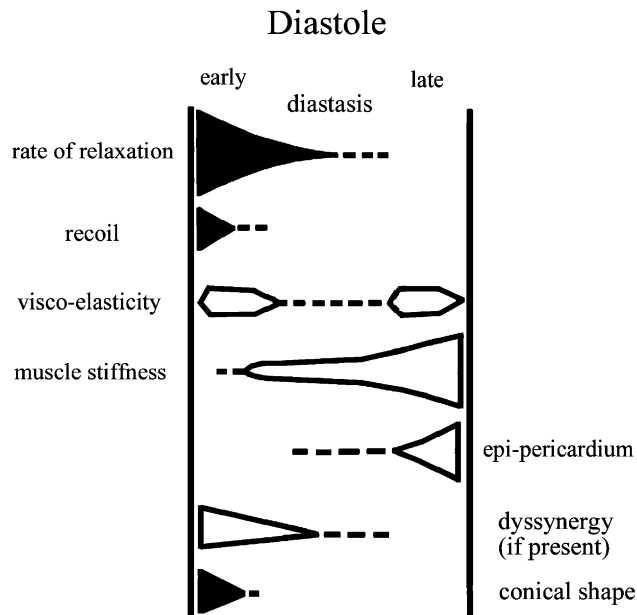 Diastole
early
late
diastasis
rate of relaxation
recoil
visco-elasticity
muscle stiffness
epi-pericardium
dyssynergy
(if present)
conical shape